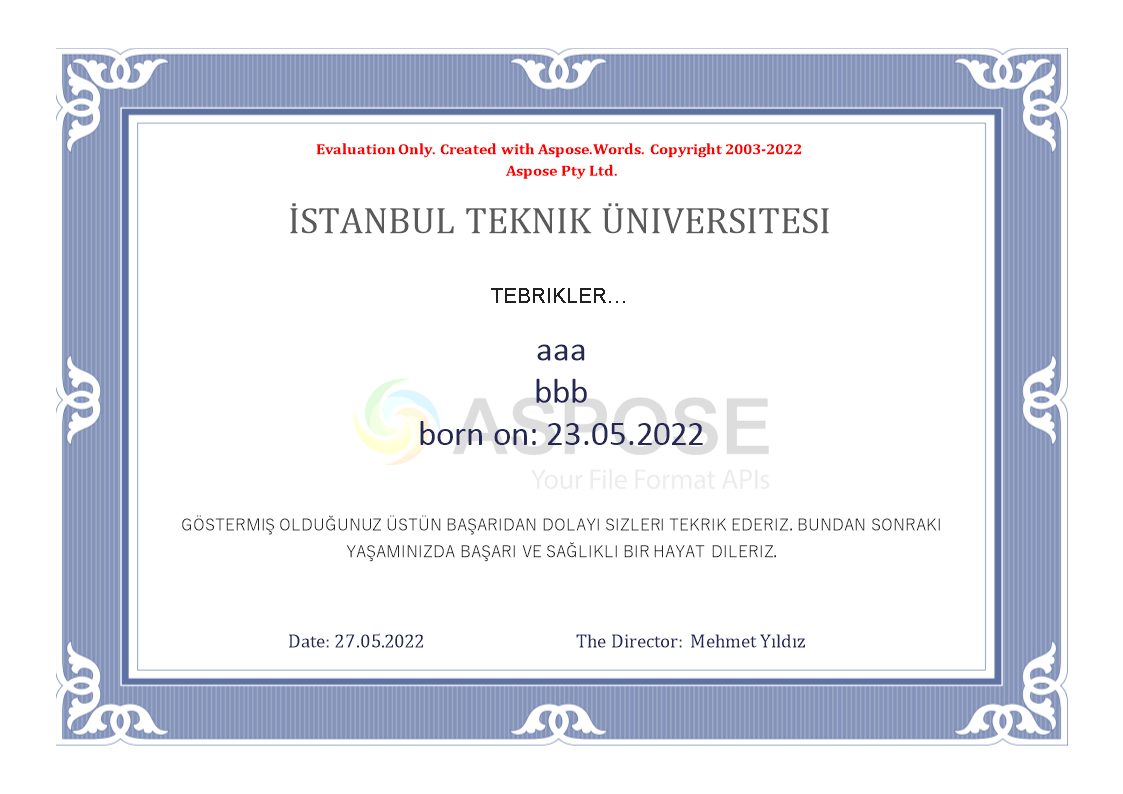 Evaluation Only. Created with Aspose.Words. Copyright 2003-2022
Aspose Pty Ltd.
İSTANBUL TEKNIK ÜNIVERSITESI
TEBRIKLER...
aaa
bbb
ASPOSE
born on: 23.05.2022
Your File Format APIs
GÖSTERMIŞ OLDUĞUNUZ ÜSTÜN BAŞARIDAN DOLAYI SIZLERI TEKRIK EDERIZ. BUNDAN SONRAKI
YAŞAMINIZDA BAŞARI VE SAĞLIKLI BIR HAYAT DILERIZ.
Date: 27.05.2022 The Director: Mehmet Yıldız